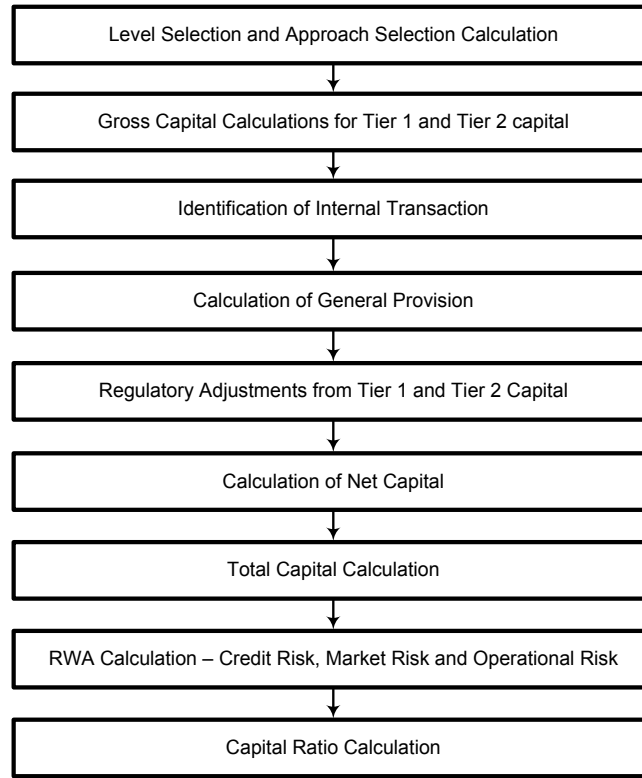 Level Selection and Approach Selection Calculation
Gross Capital Calculations for Tier 1 and Tier 2 capital
Identification of Internal Transaction
Calculation of General Provision
Regulatory Adjustments from Tier 1 and Tier 2 Capital
Calculation of Net Capital
Total Capital Calculation
RWA Calculation – Credit Risk, Market Risk and Operational Risk
Capital Ratio Calculation